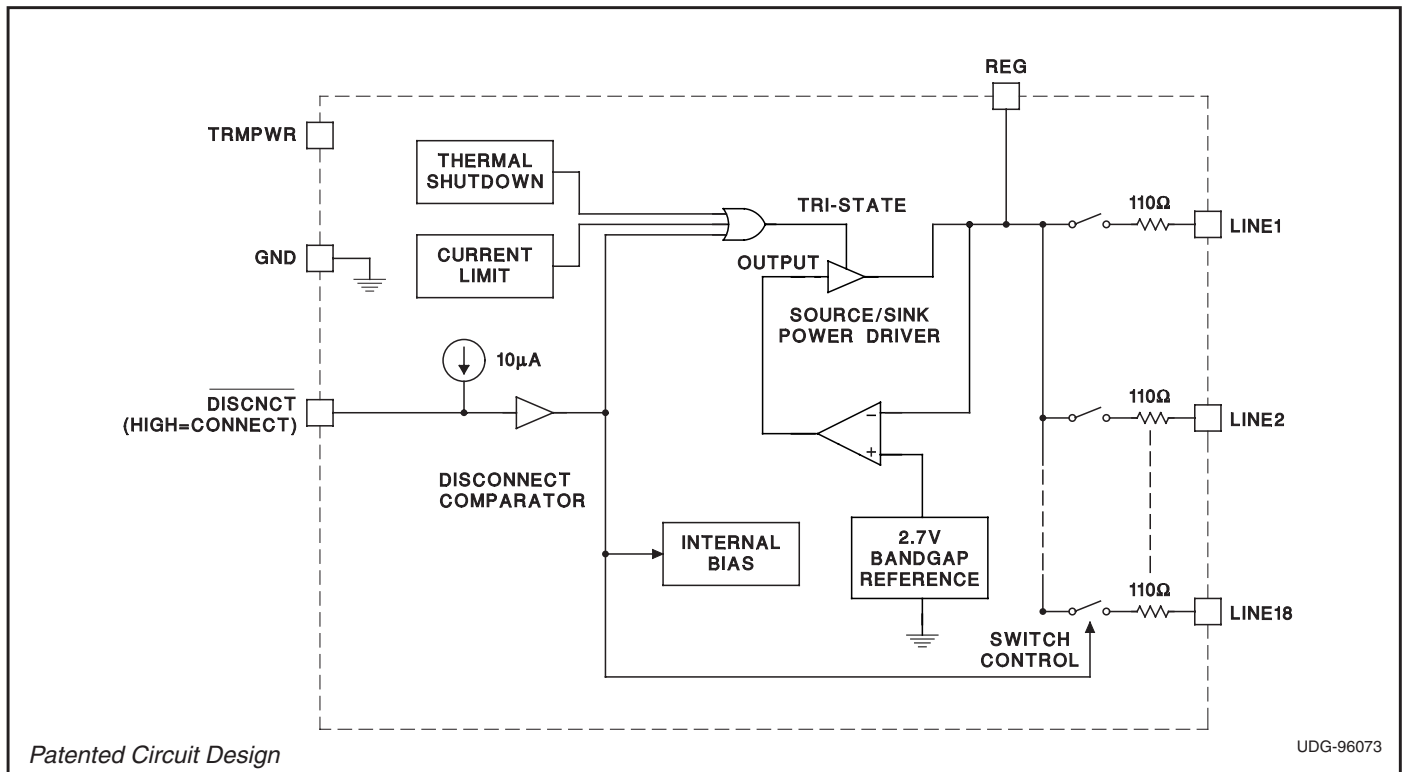 REG
TRMPWR
THERMAL
SHUTDOWN
TRI-STATE
110Ω
LINE1
GND
CURRENT
LIMIT
OUTPUT
SOURCE/SINK
POWER DRIVER
10µA
DISCNCT
(HIGH=CONNECT)
110Ω
LINE2
−
+
DISCONNECT
COMPARATOR
INTERNAL
BIAS
2.7V
BANDGAP
REFERENCE
110Ω
LINE18
SWITCH
CONTROL
Patented Circuit Design
UDG-96073